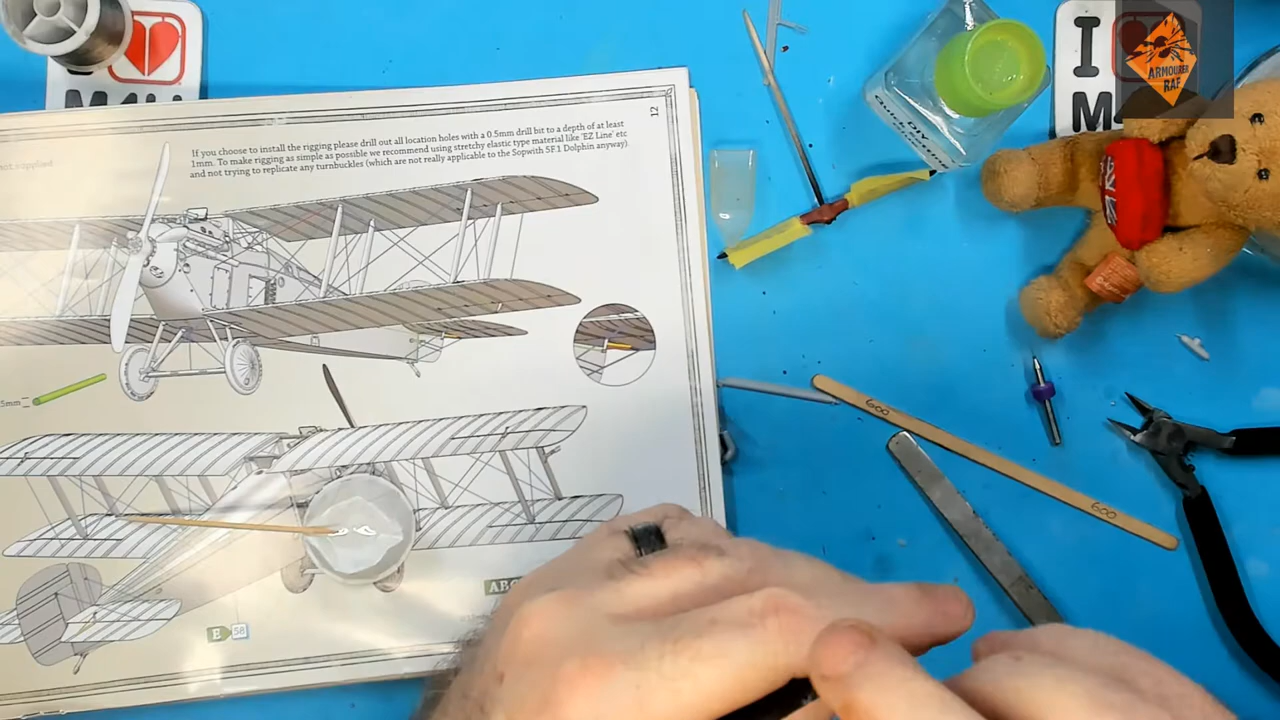 I
M
ARMOURER
RAF
12
If you choose to install the rigging please drill out all location holes with a 0.5mm drill bit to a depth of at least
1mm. To make rigging as simple as possible we recommend using stretchy elastic type material like 'EZ Line' etc
and not trying to replicate any turnbuckles (which are not really applicable to the Sopwith 5F.1 Dolphin anyway)
not supplied
5mm
600
600
E 58